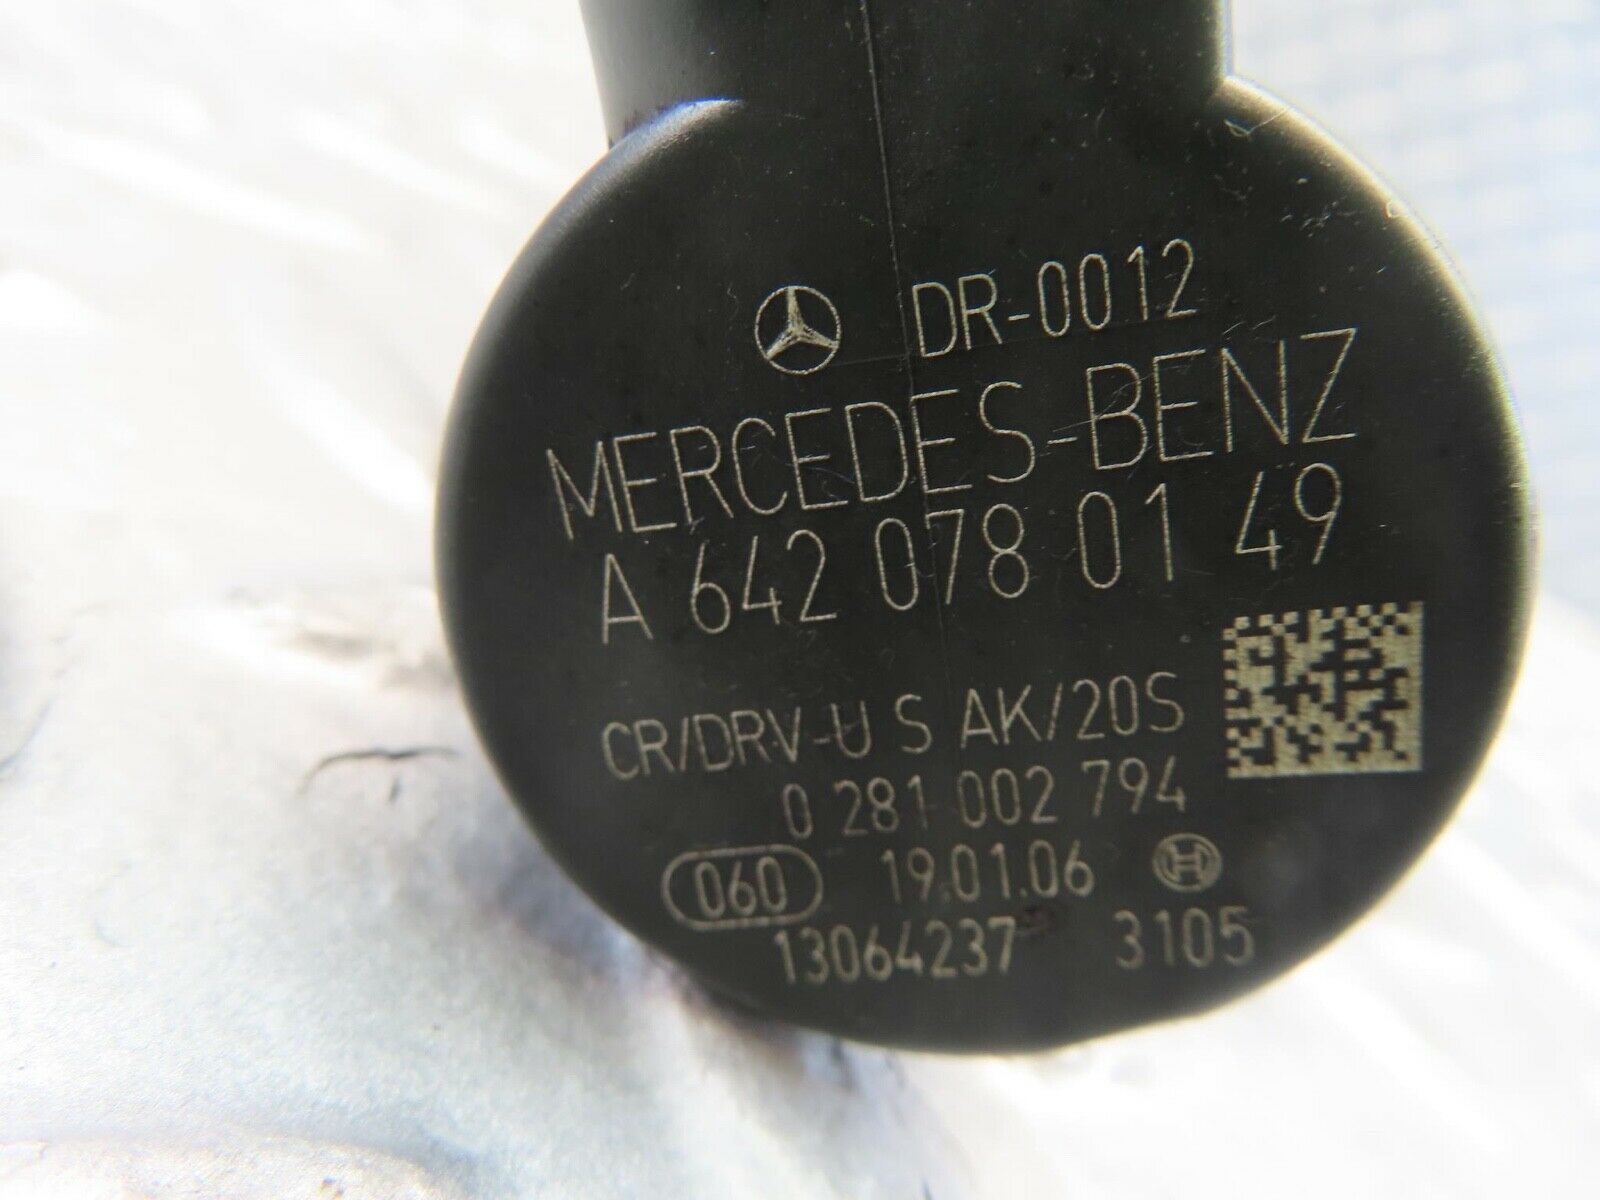 DR-0012
MERCEDES-BENZ
A 642 078 01 49
CR/DRV-U S AK/20S
0 281 002 794
060 19.01.06
13064237 3105